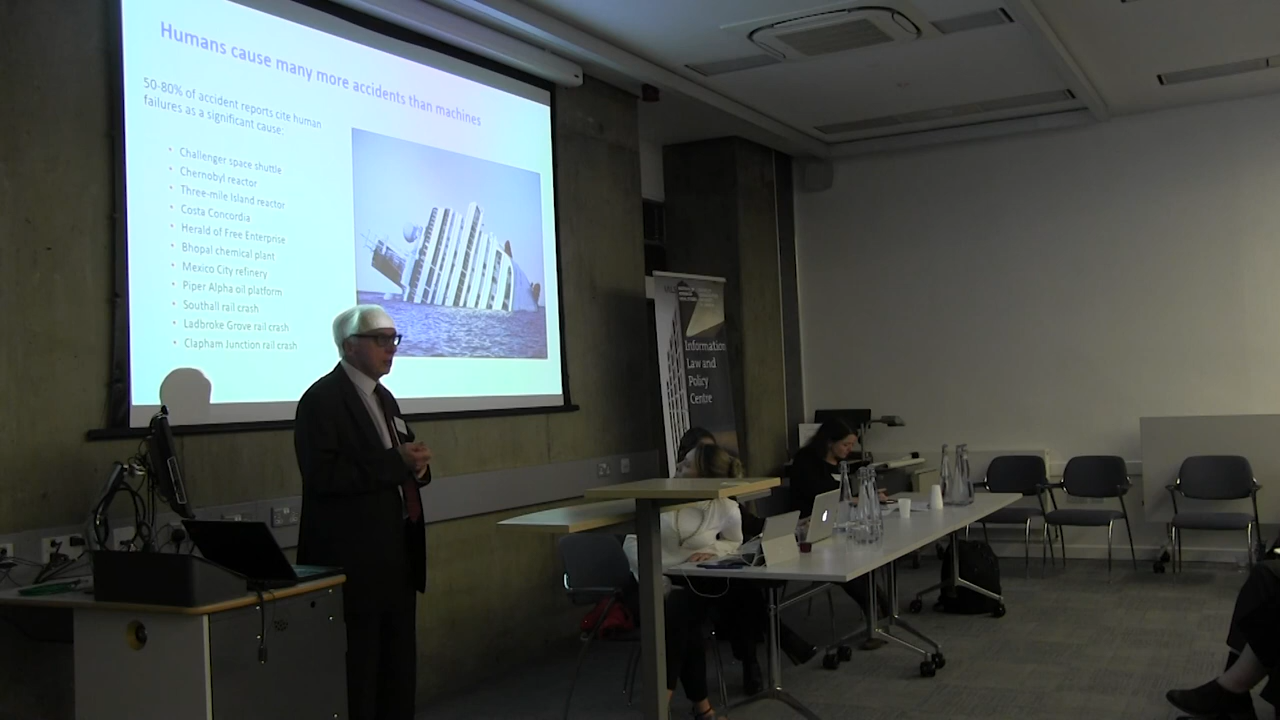 Humans cause many more accidents than machines
50-80% of accident reports cite human
failures as a significant cause:
• Challenger space shuttle
• Chernobyl reactor
• Three-mile Island reactor
• Costa Concordia
• Herald of Free Enterprise
• Bhopal chemical plant
• Mexico City refinery
• Piper Alpha oil platform
• Southall rail crash
• Ladbroke Grove rail crash
• Clapham Junction rail crash
Information
Law and
Policy
Centre